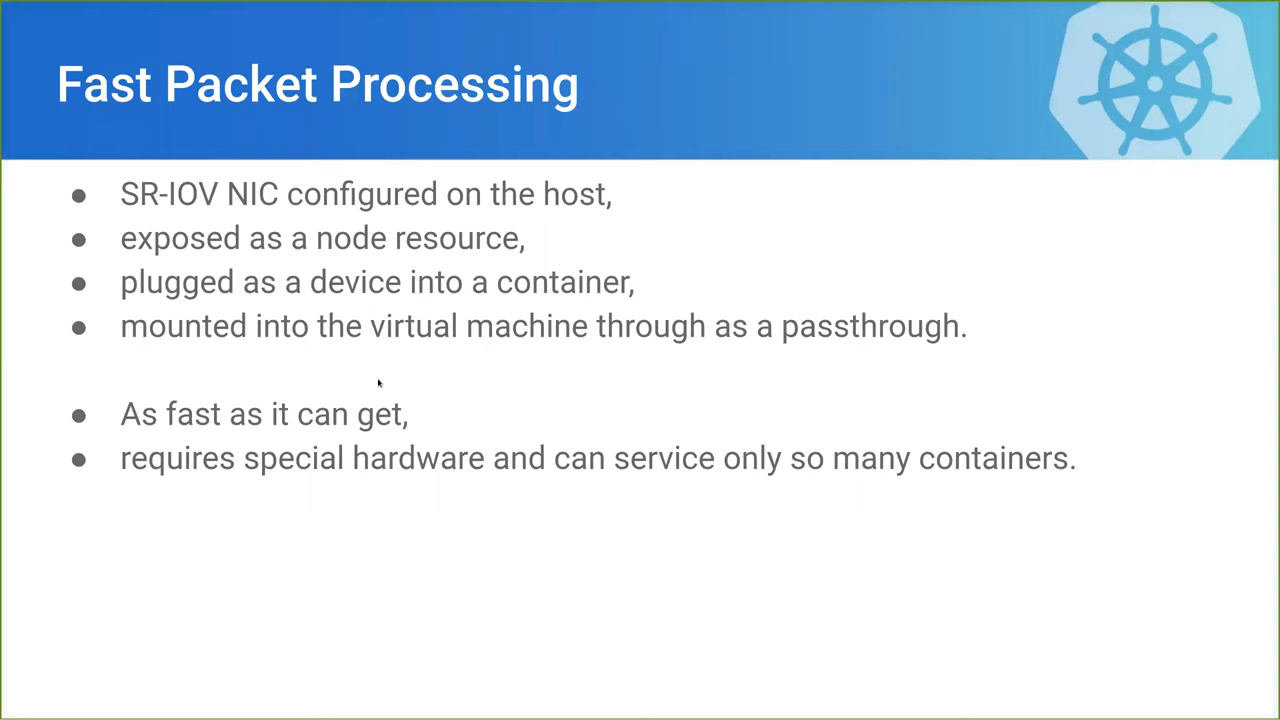 Fast Packet Processing
● SR-IOV NIC configured on the host,
● exposed as a node resource,
● plugged as a device into a container,
● mounted into the virtual machine through as a passthrough.
● As fast as it can get,
● requires special hardware and can service only so many containers.